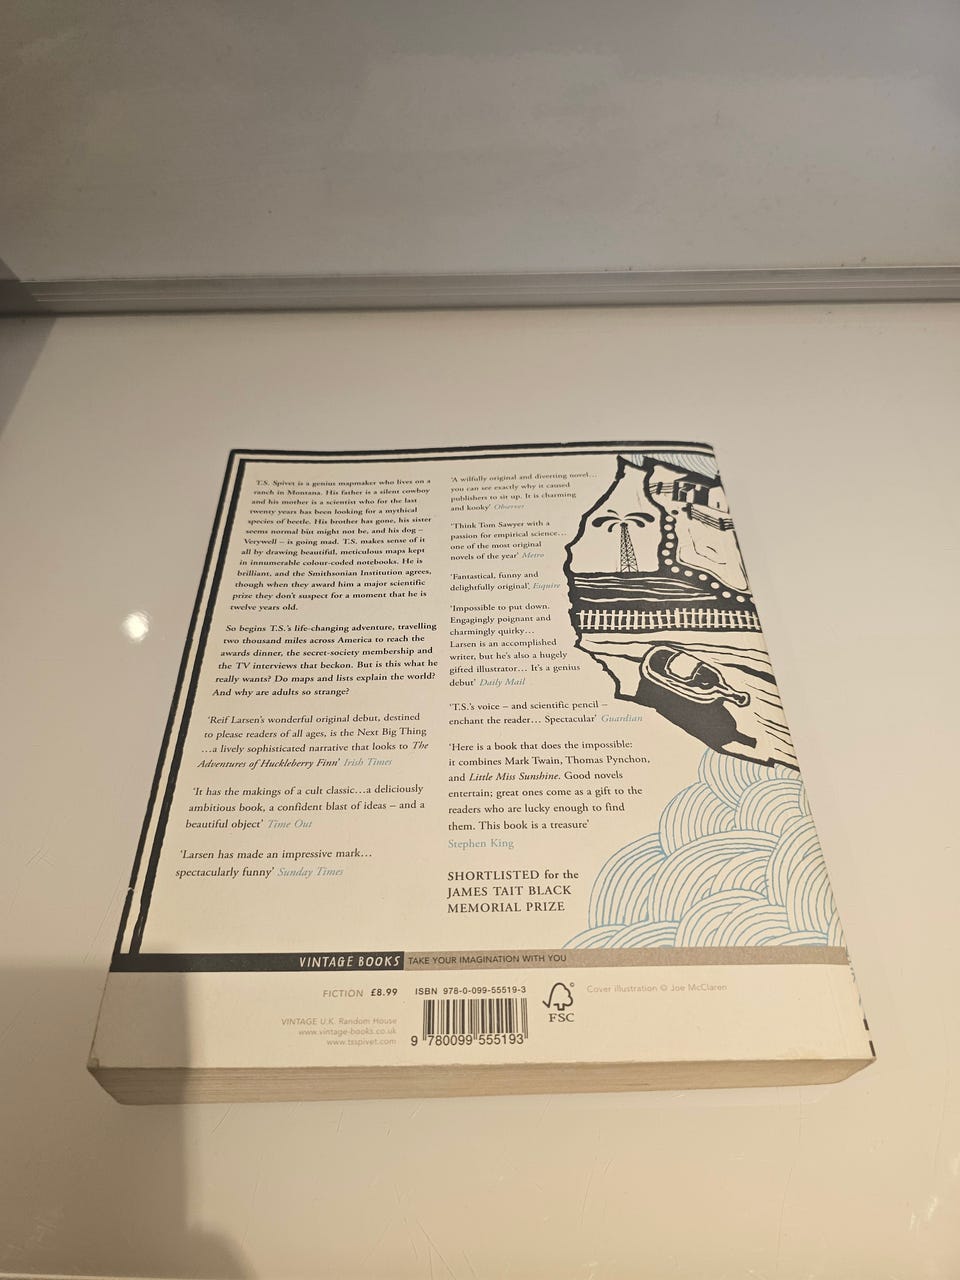 T.S. Spivet is a genius mapmaker who lives on a
ranch in Montana. His father is a silent cowboy
and his mother is a scientist who for the last
twenty years has been looking for a mythical
species of beetle. His brother has gone, his sister
seems normal but might not be, and his dog –
Verywell – is going mad. T.S. makes sense of it
all by drawing beautiful, meticulous maps kept
in innumerable colour-coded notebooks. He is
brilliant, and the Smithsonian Institution agrees,
though when they award him a major scientific
prize they don't suspect for a moment that he is
twelve years old.
So begins T.S.'s life-changing adventure, travelling
two thousand miles across America to reach the
awards dinner, the secret-society membership and
the TV interviews that beckon. But is this what he
really wants? Do maps and lists explain the world?
And why are adults so strange?
'Reif Larsen's wonderful original debut, destined
to please readers of all ages, is the Next Big Thing
…a lively sophisticated narrative that looks to The
Adventures of Huckleberry Finn' Irish Times
'It has the makings of a cult classic…a deliciously
ambitious book, a confident blast of ideas – and a
beautiful object' Time Out
'Larsen has made an impressive mark…
spectacularly funny' Sunday Times
'A wilfully original and diverting novel…
you can see exactly why it caused
publishers to sit up. It is charming
and kooky' Observer
'Think Tom Sawyer with a
passion for empirical science…
one of the most original
novels of the year' Metro
'Fantastical, funny and
delightfully original', Esquire
'Impossible to put down.
Engagingly poignant and
charmingly quirky…
Larsen is an accomplished
writer, but he's also a hugely
gifted illustrator… It's a genius
debut' Daily Mail
'T.S.'s voice – and scientific pencil –
enchant the reader… Spectacular' Guardian
'Here is a book that does the impossible:
it combines Mark Twain, Thomas Pynchon,
and Little Miss Sunshine. Good novels
entertain; great ones come as a gift to the
readers who are lucky enough to find
them. This book is a treasure'
Stephen King
SHORTLISTED for the
JAMES TAIT BLACK
MEMORIAL PRIZE
VINTAGE BOOKS TAKE YOUR IMAGINATION WITH YOU
FICTION £8.99
VINTAGE U.K. Random House
www.vintage-books.co.uk
www.tsspivet.com
ISBN 978-0-099-55519-3
9 780099 555193
FSC
Cover illustration © Joe McClaren